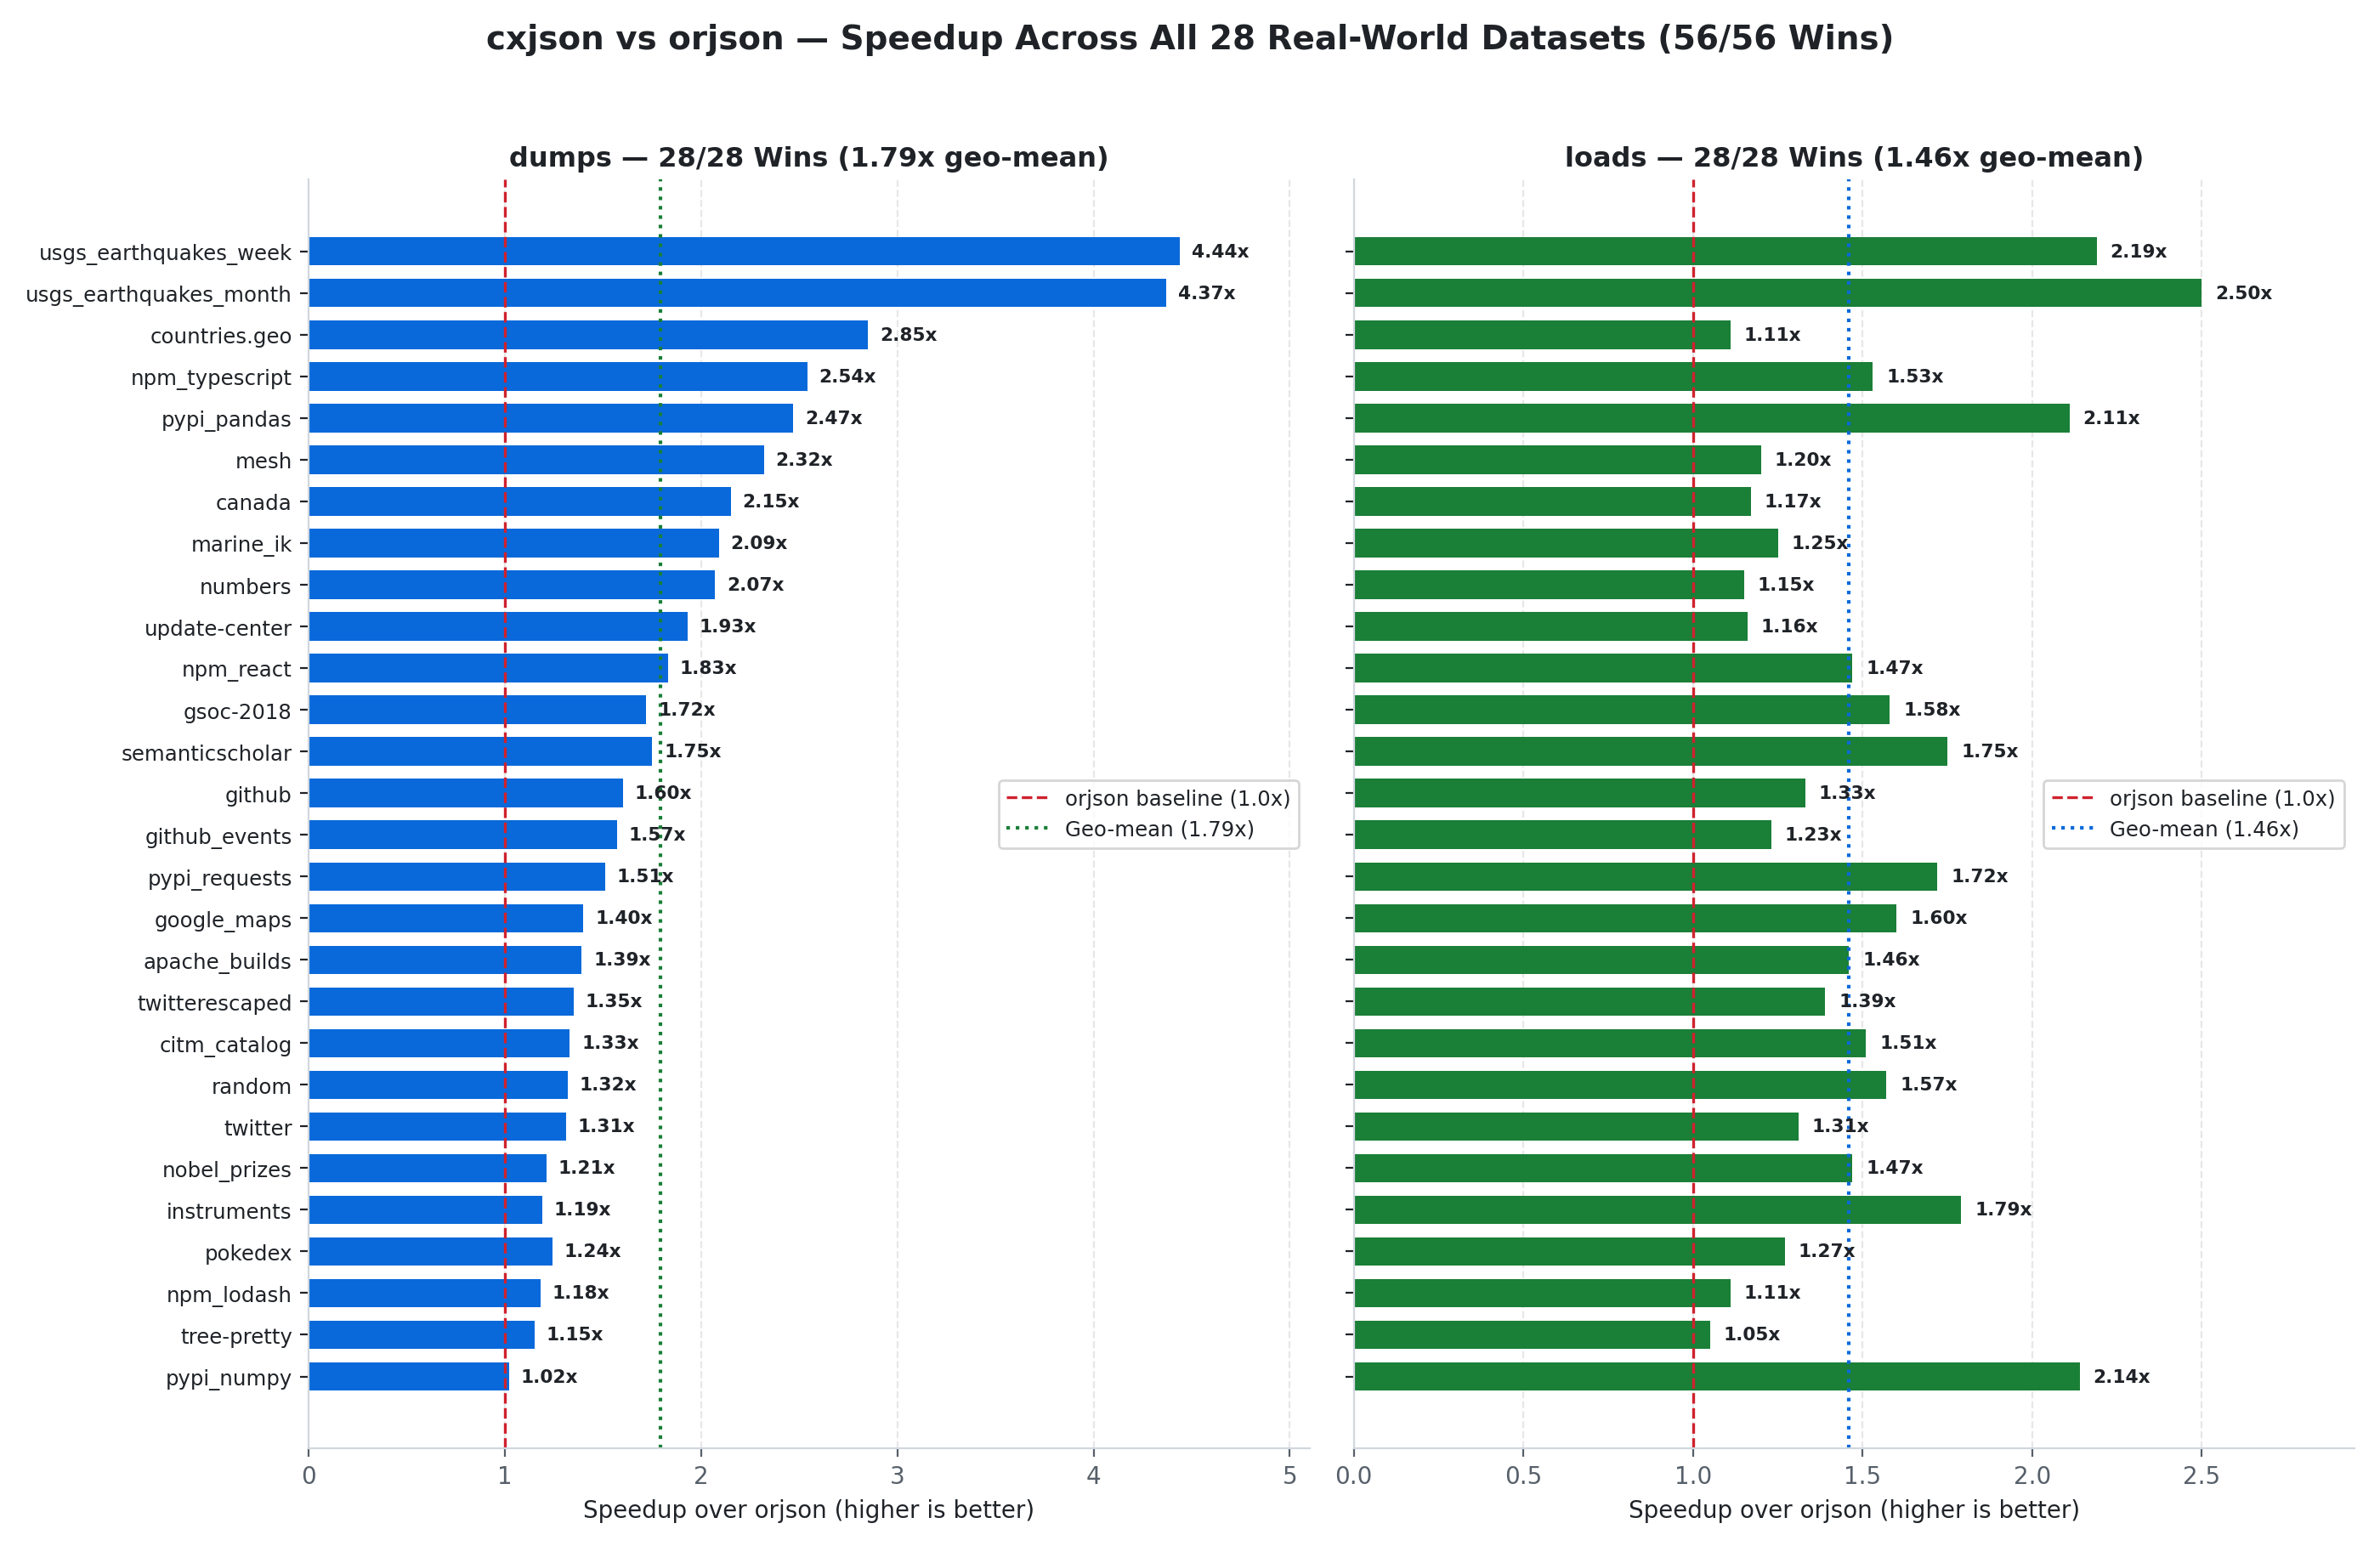 cxjson vs orjson — Speedup Across All 28 Real-World Datasets (56/56 Wins)
dumps — 28/28 Wins (1.79x geo-mean)
usgs_earthquakes_week 4.44x
usgs_earthquakes_month 4.37x
countries.geo 2.85x
npm_typescript 2.54x
pypi_pandas 2.47x
mesh 2.32x
canada 2.15x
marine_ik 2.09x
numbers 2.07x
update-center 1.93x
npm_react 1.83x
gsoc-2018 1.72x
semanticscholar 1.75x
github 1.60x
github_events 1.57x
pypi_requests 1.51x
google_maps 1.40x
apache_builds 1.39x
twitterescaped 1.35x
citm_catalog 1.33x
random 1.32x
twitter 1.31x
nobel_prizes 1.21x
instruments 1.19x
pokedex 1.24x
npm_lodash 1.18x
tree-pretty 1.15x
pypi_numpy 1.02x
orjson baseline (1.0x)
Geo-mean (1.79x)
0 1 2 3 4 5
Speedup over orjson (higher is better)
loads — 28/28 Wins (1.46x geo-mean)
2.19x
2.50x
1.11x
1.53x
2.11x
1.20x
1.17x
1.25x
1.15x
1.16x
1.47x
1.58x
1.75x
1.33x
1.23x
1.72x
1.60x
1.46x
1.39x
1.51x
1.57x
1.31x
1.47x
1.79x
1.27x
1.11x
1.05x
2.14x
orjson baseline (1.0x)
Geo-mean (1.46x)
0.0 0.5 1.0 1.5 2.0 2.5
Speedup over orjson (higher is better)